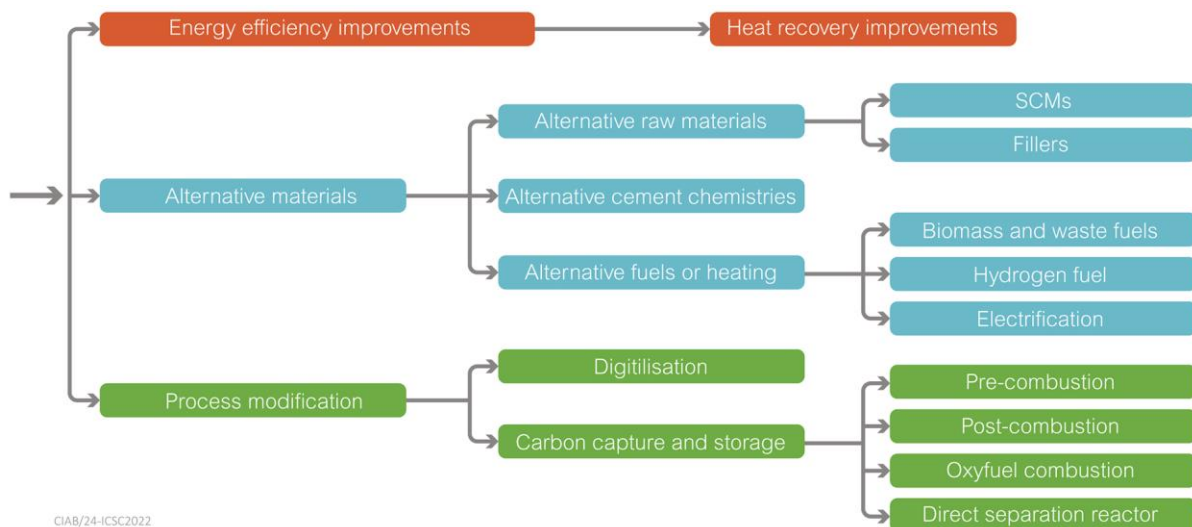 Energy efficiency improvements
Heat recovery improvements
Alternative materials
Alternative raw materials
SCMs
Fillers
Alternative cement chemistries
Alternative fuels or heating
Biomass and waste fuels
Hydrogen fuel
Electrification
Process modification
Digitilisation
Carbon capture and storage
Pre-combustion
Post-combustion
Oxyfuel combustion
Direct separation reactor
CIAB/24-ICSC2022